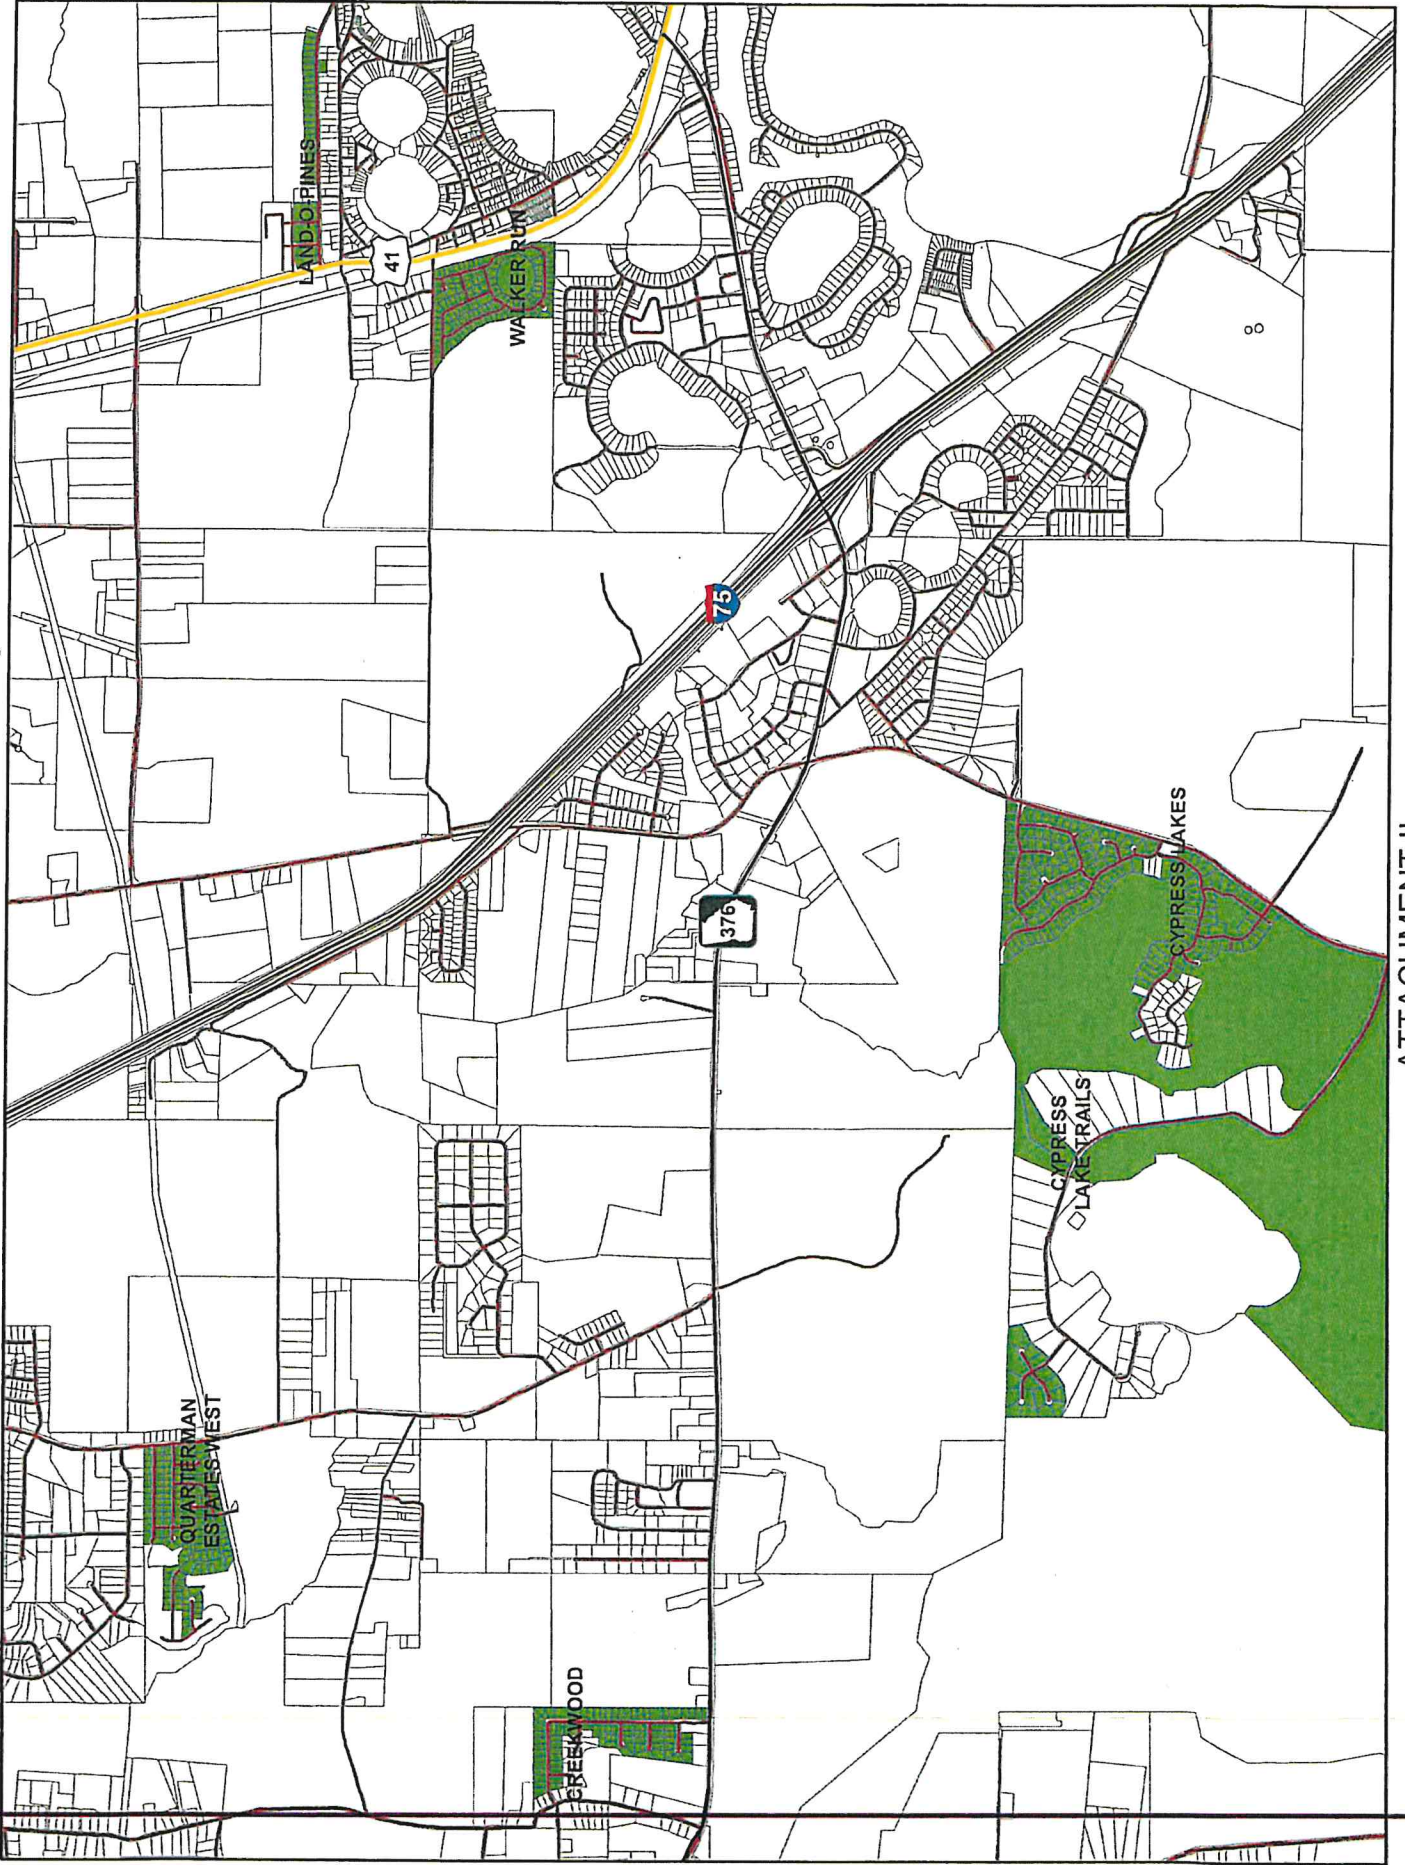 QUARTERMAN
ESTATES WEST
LAND-O-PINES
41
WALKER RUN
CREEKWOOD
75
376
CYPRESS
LAKE TRAILS
CYPRESS LAKES
ATTACHMENT II